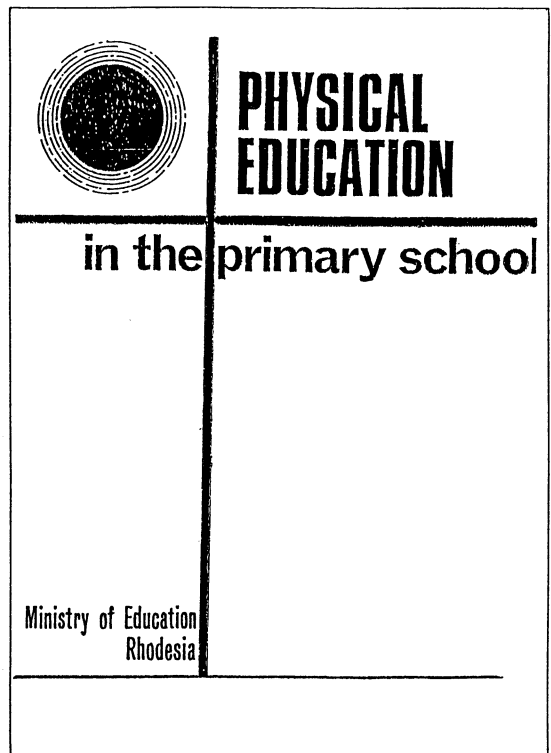 PHYSICAL
EDUCATION
in the primary school
Ministry of Education
Rhodesia